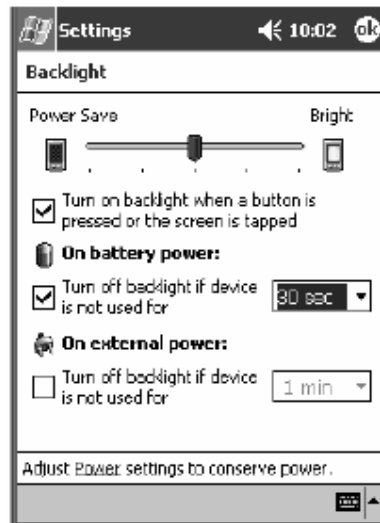 Settings 10:02 ok
Backlight
Power Save Bright
Turn on backlight when a button is
pressed or the screen is tapped
On battery power:
Turn off backlight if device
is not used for
30 sec
On external power:
Turn off backlight if device
is not used for
1 min
Adjust Power settings to conserve power.